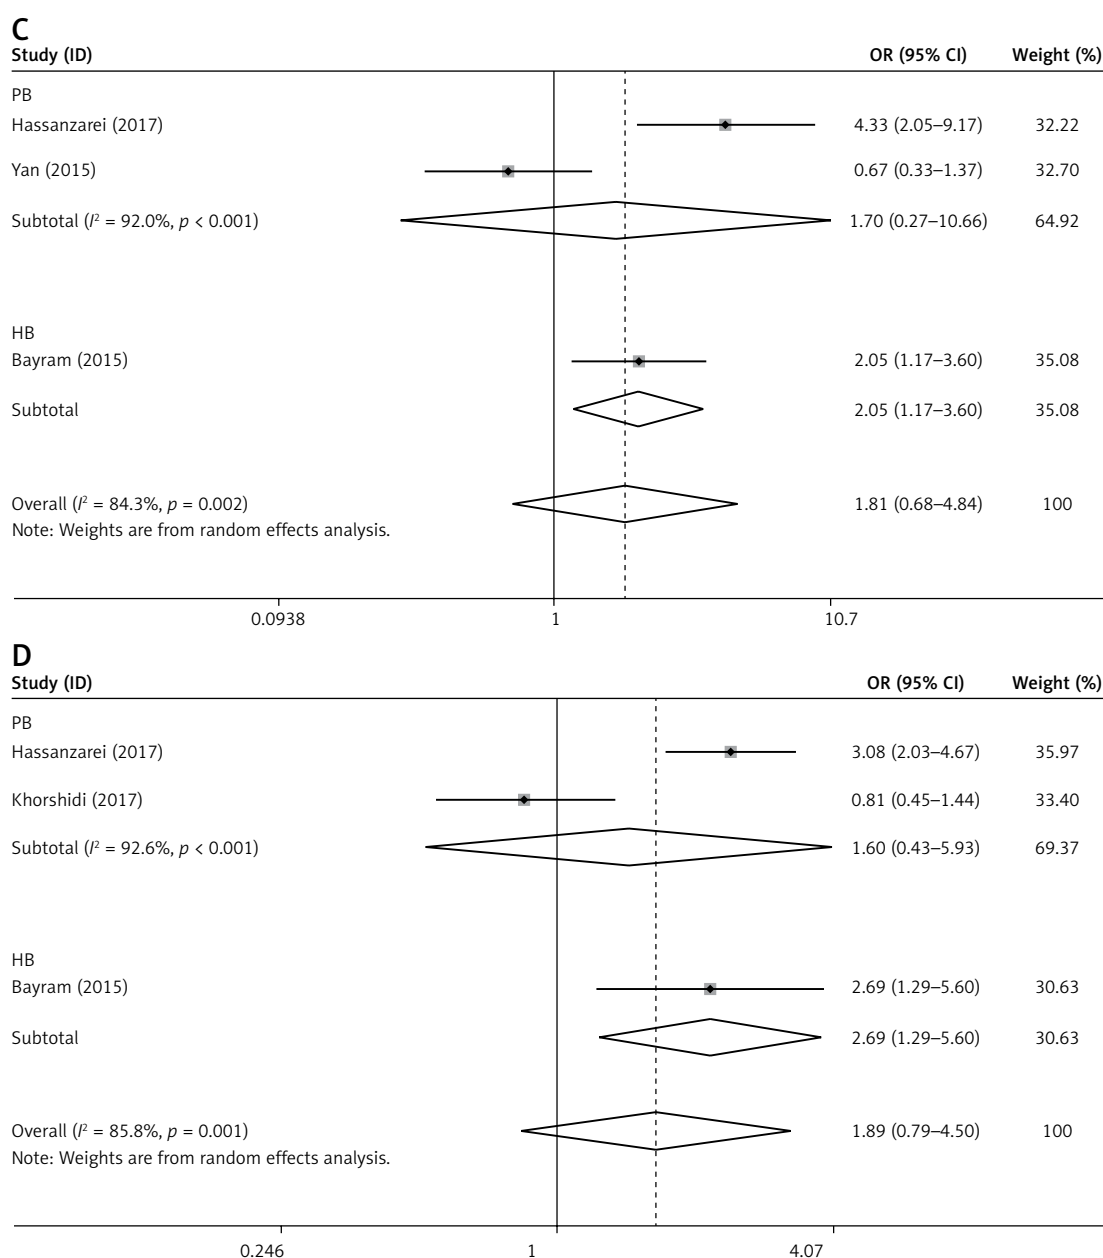 C
Study (ID) OR (95% CI) Weight (%)
PB
Hassanzarei (2017) 4.33 (2.05–9.17) 32.22
Yan (2015) 0.67 (0.33–1.37) 32.70
Subtotal (I² = 92.0%, p < 0.001) 1.70 (0.27–10.66) 64.92
HB
Bayram (2015) 2.05 (1.17–3.60) 35.08
Subtotal 2.05 (1.17–3.60) 35.08
Overall (I² = 84.3%, p = 0.002) 1.81 (0.68–4.84) 100
Note: Weights are from random effects analysis.
0.0938 1 10.7
D
Study (ID) OR (95% CI) Weight (%)
PB
Hassanzarei (2017) 3.08 (2.03–4.67) 35.97
Khorshidi (2017) 0.81 (0.45–1.44) 33.40
Subtotal (I² = 92.6%, p < 0.001) 1.60 (0.43–5.93) 69.37
HB
Bayram (2015) 2.69 (1.29–5.60) 30.63
Subtotal 2.69 (1.29–5.60) 30.63
Overall (I² = 85.8%, p = 0.001) 1.89 (0.79–4.50) 100
Note: Weights are from random effects analysis.
0.246 1 4.07